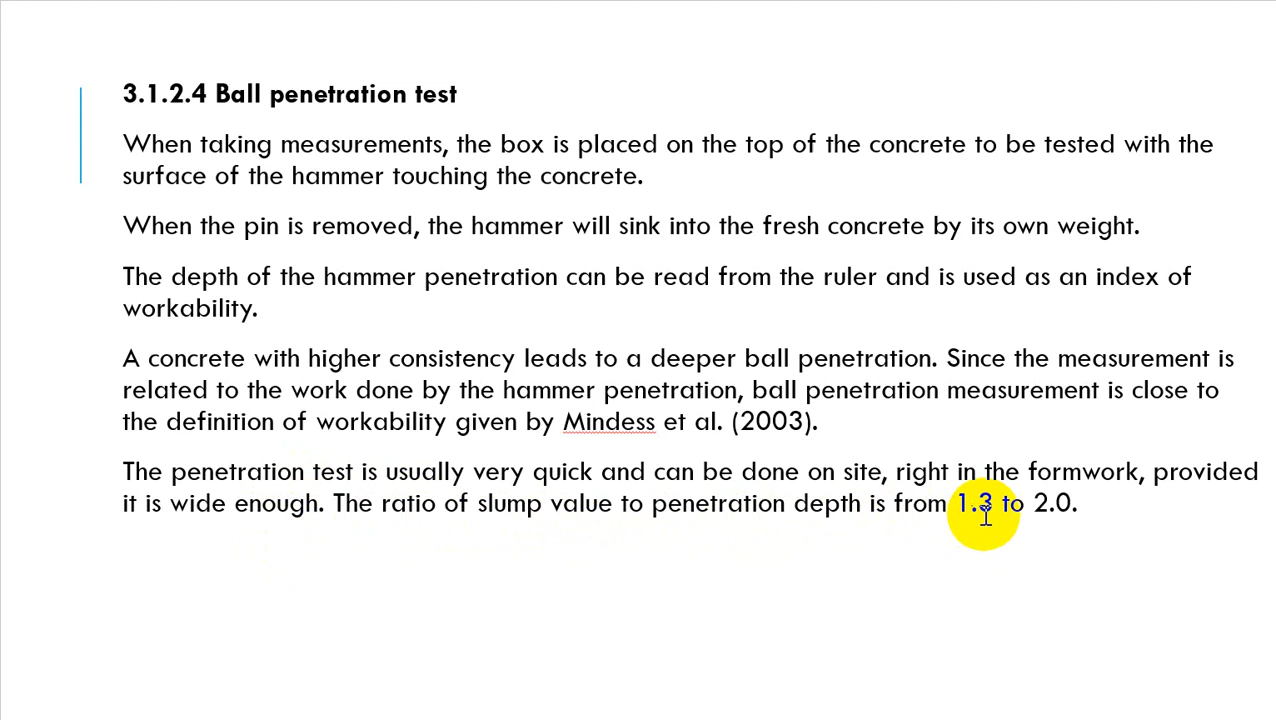 3.1.2.4 Ball penetration test
When taking measurements, the box is placed on the top of the concrete to be tested with the
surface of the hammer touching the concrete.
When the pin is removed, the hammer will sink into the fresh concrete by its own weight.
The depth of the hammer penetration can be read from the ruler and is used as an index of
workability.
A concrete with higher consistency leads to a deeper ball penetration. Since the measurement is
related to the work done by the hammer penetration, ball penetration measurement is close to
the definition of workability given by Mindess et al. (2003).
The penetration test is usually very quick and can be done on site, right in the formwork, provided
it is wide enough. The ratio of slump value to penetration depth is from 1.3 to 2.0.